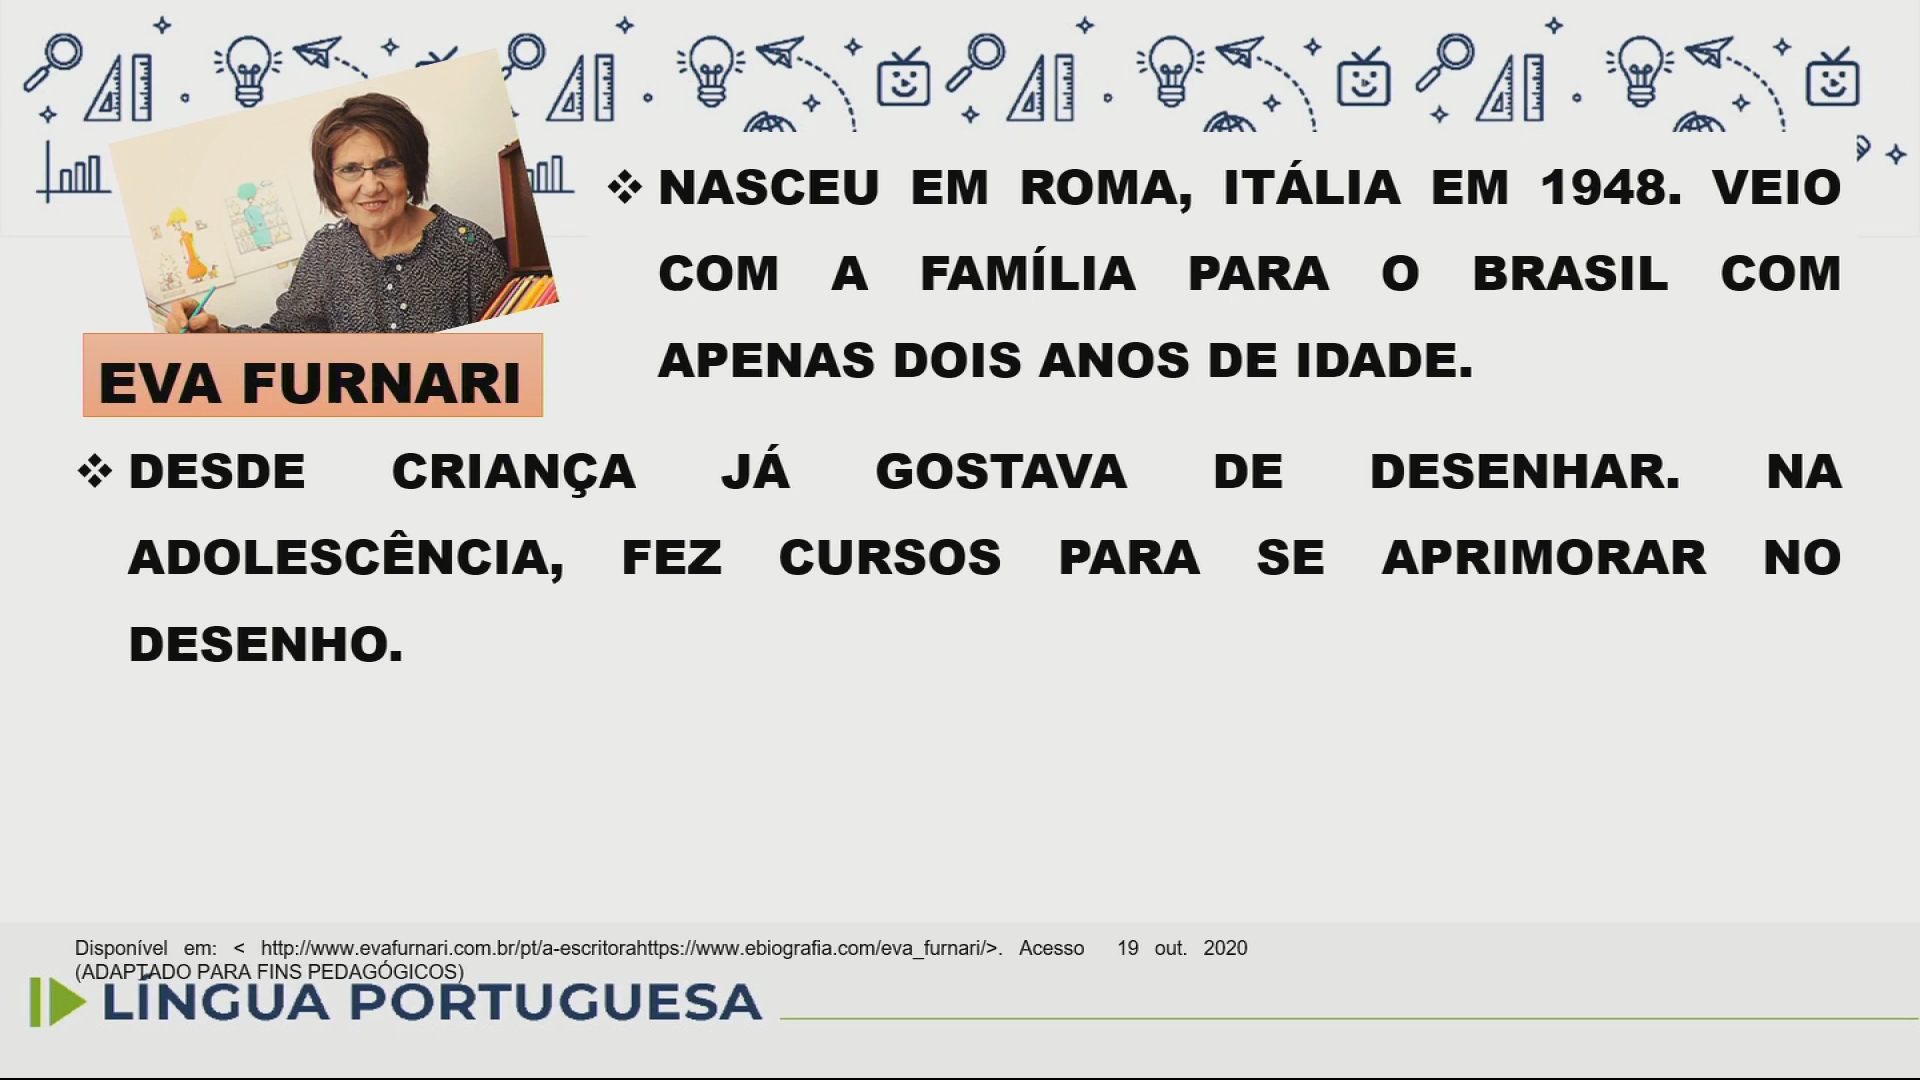 NASCEU EM ROMA, ITÁLIA EM 1948. VEIO
COM A FAMÍLIA PARA O BRASIL COM
APENAS DOIS ANOS DE IDADE.
EVA FURNARI
DESDE CRIANÇA JÁ GOSTAVA DE DESENHAR. NA
ADOLESCÊNCIA, FEZ CURSOS PARA SE APRIMORAR NO
DESENHO.
Disponível em: < http://www.evafurnari.com.br/pt/a-escritorahttps://www.ebiografia.com/eva_furnari/>. Acesso 19 out. 2020
(ADAPTADO PARA FINS PEDAGÓGICOS)
LÍNGUA PORTUGUESA